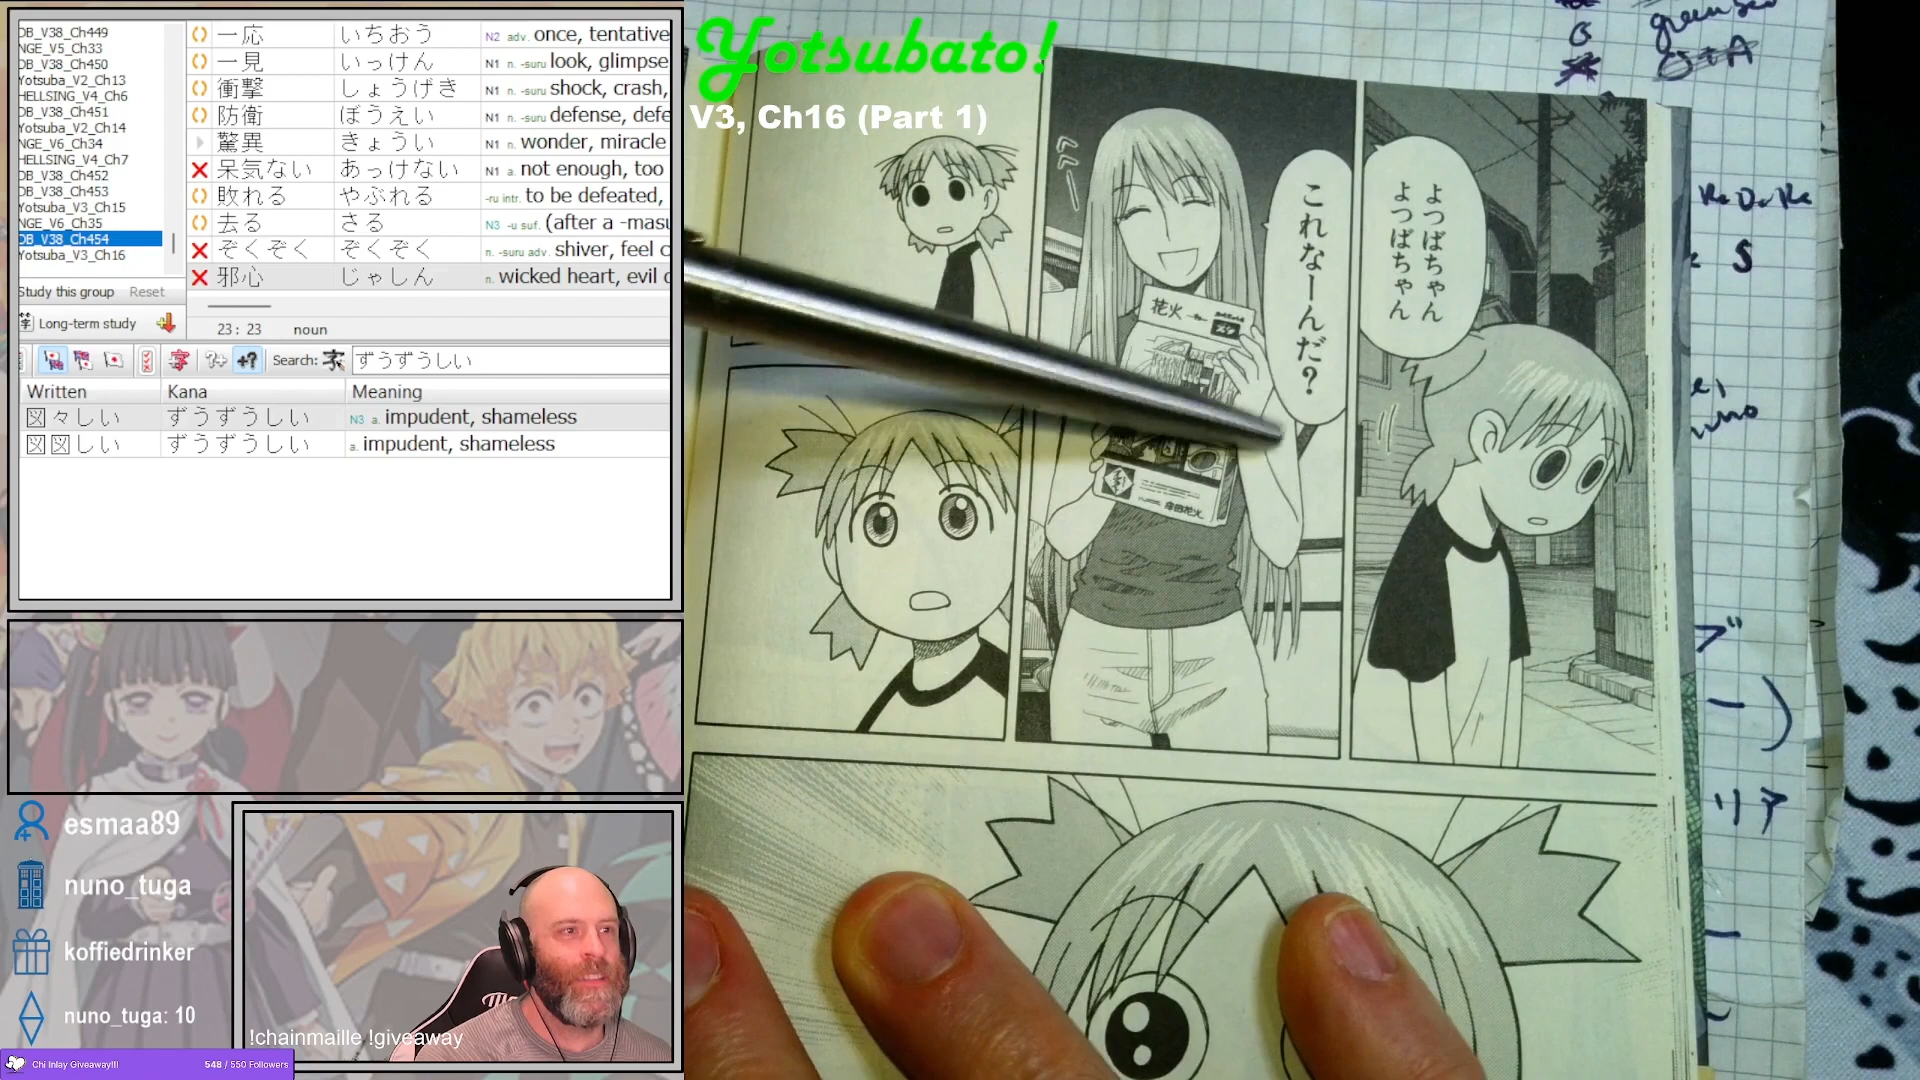 DB_V38_Ch449
NGE_V5_Ch33
DB_V38_Ch450
Yotsuba_V2_Ch13
HELLSING_V4_Ch6
DB_V38_Ch451
Yotsuba_V2_Ch14
NGE_V6_Ch34
HELLSING_V4_Ch7
DB_V38_Ch452
DB_V38_Ch453
Yotsuba_V3_Ch15
NGE_V6_Ch35
DB_V38_Ch454
Yotsuba_V3_Ch16
Study this group Reset
Long-term study
一応 いちおう N2 adv. once, tentative
一見 いっけん N1 n. -suru look, glimpse
衝撃 しょうげき N1 n. -suru shock, crash,
防衛 ぼうえい N1 n. -suru defense, defe
驚異 きょうい N1 n. wonder, miracle
呆気ない あっけない N1 a. not enough, too
敗れる やぶれる -ru intr. to be defeated,
去る さる N3 -u suf. (after a -masu
ぞくぞく ぞくぞく n. -suru adv. shiver, feel c
邪心 じゃしん n. wicked heart, evil
23: 23 noun
Search: ずうずうしい
Written Kana Meaning
図々しい ずうずうしい N3 a. impudent, shameless
図図しい ずうずうしい a. impudent, shameless
Yotsubato!
V3, Ch16 (Part 1)
よつばちゃん
よつばちゃん
これなーんだ？
花火
esmaa89
nuno_tuga
koffiedrinker
nuno_tuga: 10
!chainmaille !giveaway
Chi Inlay Giveaway!!!
548 / 550 Followers